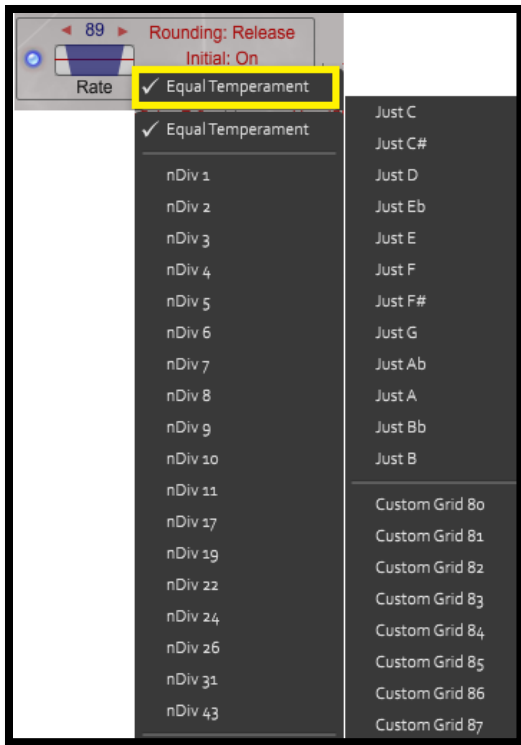 ◄ 89 ►
Rounding: Release
Initial: On
Rate
✓ Equal Temperament
✓ Equal Temperament
nDiv 1
nDiv 2
nDiv 3
nDiv 4
nDiv 5
nDiv 6
nDiv 7
nDiv 8
nDiv 9
nDiv 10
nDiv 11
nDiv 17
nDiv 19
nDiv 22
nDiv 24
nDiv 26
nDiv 31
nDiv 43
Just C
Just C#
Just D
Just Eb
Just E
Just F
Just F#
Just G
Just Ab
Just A
Just Bb
Just B
Custom Grid 80
Custom Grid 81
Custom Grid 82
Custom Grid 83
Custom Grid 84
Custom Grid 85
Custom Grid 86
Custom Grid 87